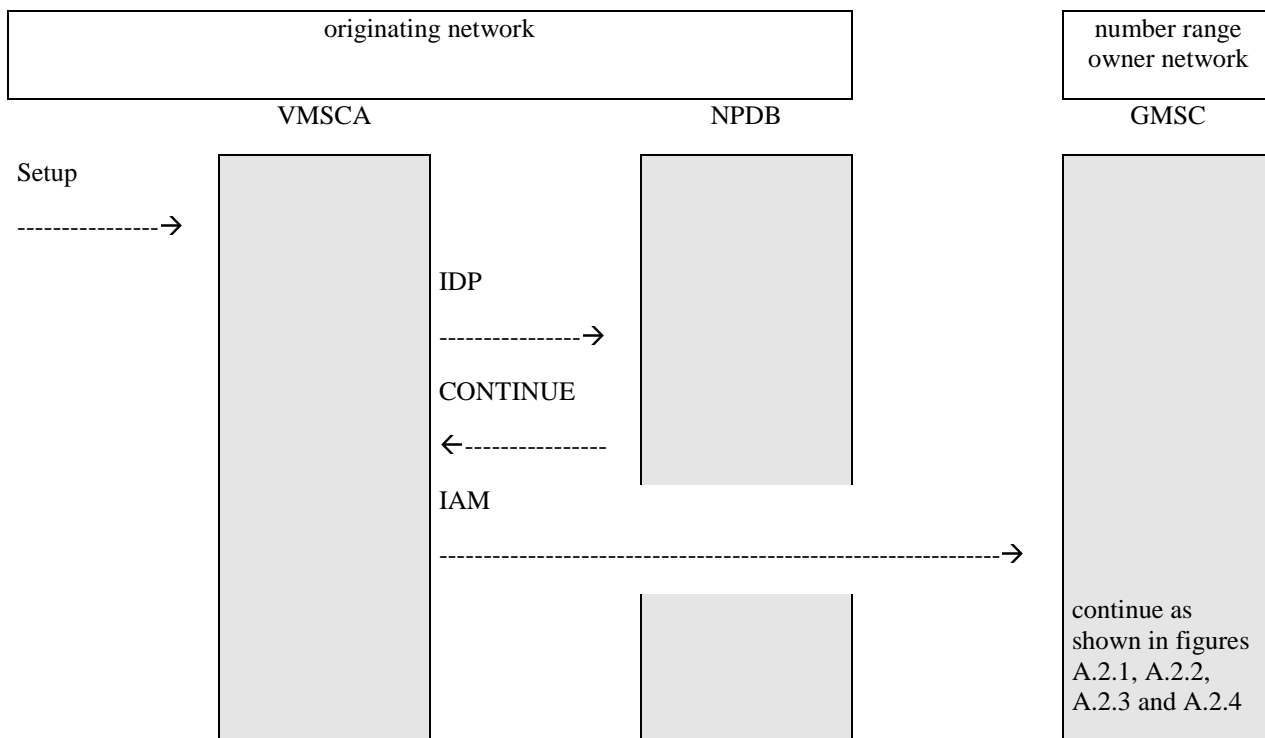 originating network
number range
owner network
VMSCA
NPDB
GMSC
Setup
IDP
CONTINUE
IAM
continue as
shown in figures
A.2.1, A.2.2,
A.2.3 and A.2.4